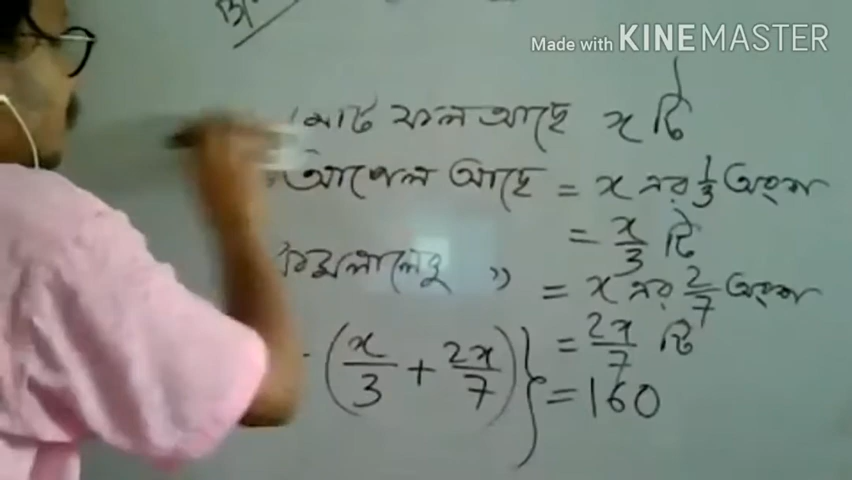 Made with KINEMASTER
মোট ফল আছে x টি
আপেল আছে = x এর 1/3 অংশ
= x/3 টি
কমলালেবু " = x এর 2/7 অংশ
= 2x/7 টি
- (x/3 + 2x/7)} = 160